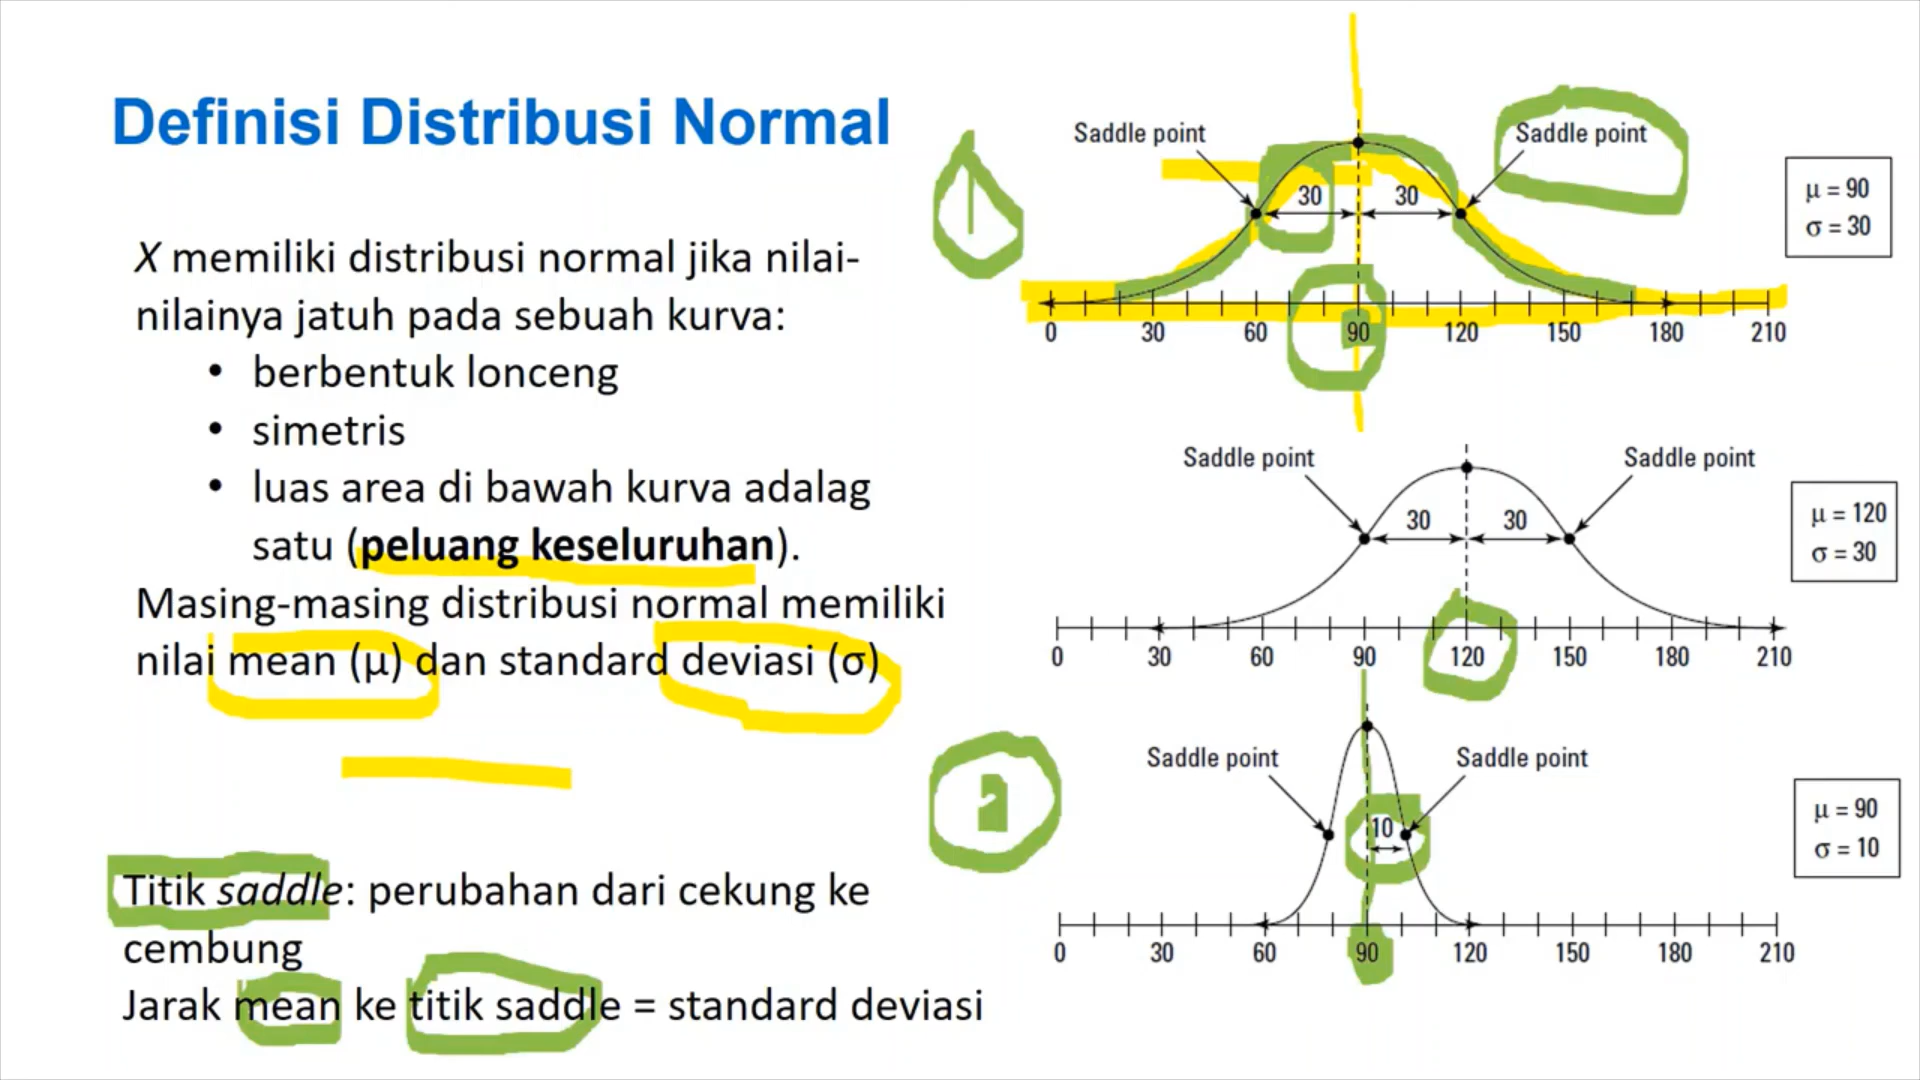 Definisi Distribusi Normal
X memiliki distribusi normal jika nilai-
nilainya jatuh pada sebuah kurva:
• berbentuk lonceng
• simetris
• luas area di bawah kurva adalag
satu (peluang keseluruhan).
Masing-masing distribusi normal memiliki
nilai mean (µ) dan standard deviasi (σ)
Titik saddle: perubahan dari cekung ke
cembung
Jarak mean ke titik saddle = standard deviasi
1
Saddle point
Saddle point
30
30
µ = 90
σ = 30
0 30 60 90 120 150 180 210
Saddle point
Saddle point
30
30
µ = 120
σ = 30
0 30 60 90 120 150 180 210
2
Saddle point
Saddle point
10
µ = 90
σ = 10
0 30 60 90 120 150 180 210